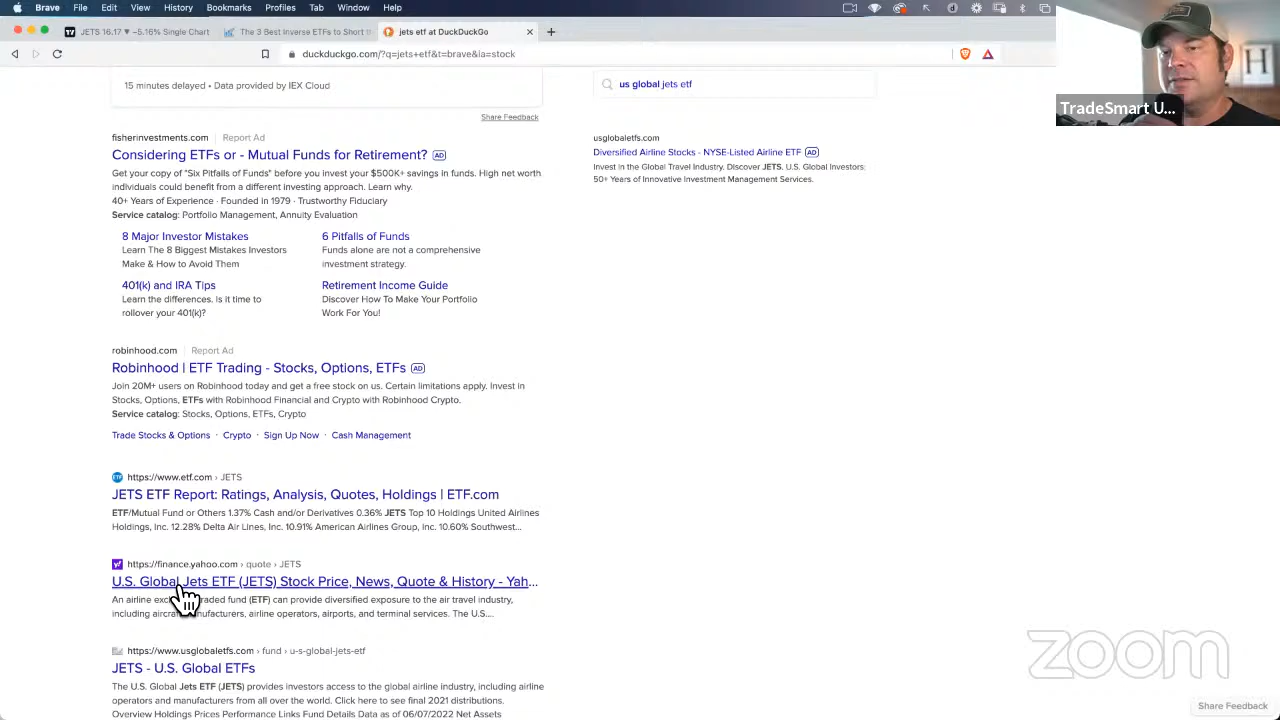 Brave File Edit View History Bookmarks Profiles Tab Window Help
JETS 16.17 ▼ −5.16% Single Chart
The 3 Best Inverse ETFs to Short t
jets etf at DuckDuckGo
duckduckgo.com/?q=jets+etf&t=brave&ia=stock
TradeSmart U...
15 minutes delayed • Data provided by IEX Cloud
us global jets etf
Share Feedback
fisherinvestments.com Report Ad
Considering ETFs or - Mutual Funds for Retirement? AD
Get your copy of "Six Pitfalls of Funds" before you invest your $500K+ savings in funds. High net worth
individuals could benefit from a different investing approach. Learn why.
40+ Years of Experience · Founded in 1979 · Trustworthy Fiduciary
Service catalog: Portfolio Management, Annuity Evaluation
8 Major Investor Mistakes
Learn The 8 Biggest Mistakes Investors
Make & How to Avoid Them
6 Pitfalls of Funds
Funds alone are not a comprehensive
investment strategy.
401(k) and IRA Tips
Learn the differences. Is it time to
rollover your 401(k)?
Retirement Income Guide
Discover How To Make Your Portfolio
Work For You!
usglobaletfs.com
Diversified Airline Stocks - NYSE-Listed Airline ETF AD
Invest in the Global Travel Industry. Discover JETS. U.S. Global Investors:
50+ Years of Innovative Investment Management Services.
robinhood.com Report Ad
Robinhood | ETF Trading - Stocks, Options, ETFs AD
Join 20M+ users on Robinhood today and get a free stock on us. Certain limitations apply. Invest in
Stocks, Options, ETFs with Robinhood Financial and Crypto with Robinhood Crypto.
Service catalog: Stocks, Options, ETFs, Crypto
Trade Stocks & Options · Crypto · Sign Up Now · Cash Management
https://www.etf.com › JETS
JETS ETF Report: Ratings, Analysis, Quotes, Holdings | ETF.com
ETF/Mutual Fund or Others 1.37% Cash and/or Derivatives 0.36% JETS Top 10 Holdings United Airlines
Holdings, Inc. 12.28% Delta Air Lines, Inc. 10.91% American Airlines Group, Inc. 10.60% Southwest...
https://finance.yahoo.com › quote › JETS
U.S. Global Jets ETF (JETS) Stock Price, News, Quote & History - Yah...
An airline fund (ETF) can provide diversified exposure to the air travel industry,
including manufacturers, airline operators, airports, and terminal services. The U.S....
https://www.usglobaletfs.com › fund › u-s-global-jets-etf
JETS - U.S. Global ETFs
The U.S. Global Jets ETF (JETS) provides investors access to the global airline industry, including airline
operators and manufacturers from all over the world. Click here to see final 2021 distributions.
Overview Holdings Prices Performance Links Fund Details Data as of 06/07/2022 Net Assets
zoom
Share Feedback